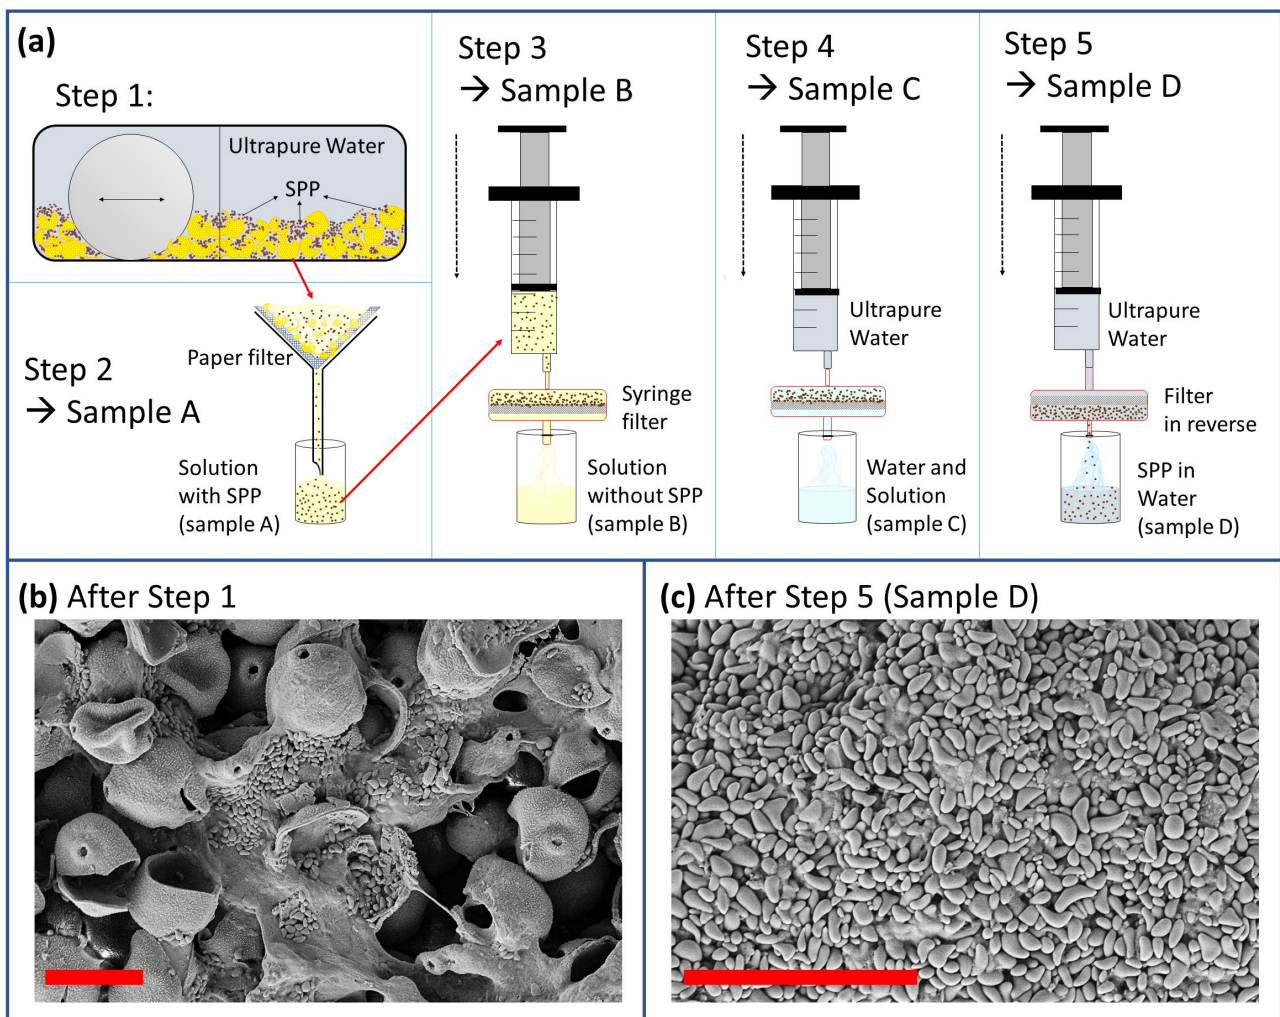 (a)
Step 1:
Ultrapure Water
SPP
Step 2
→ Sample A
Paper filter
Solution
with SPP
(sample A)
Step 3
→ Sample B
Syringe
filter
Solution
without SPP
(sample B)
Step 4
→ Sample C
Ultrapure
Water
Water and
Solution
(sample C)
Step 5
→ Sample D
Ultrapure
Water
Filter
in reverse
SPP in
Water
(sample D)
(b) After Step 1
(c) After Step 5 (Sample D)